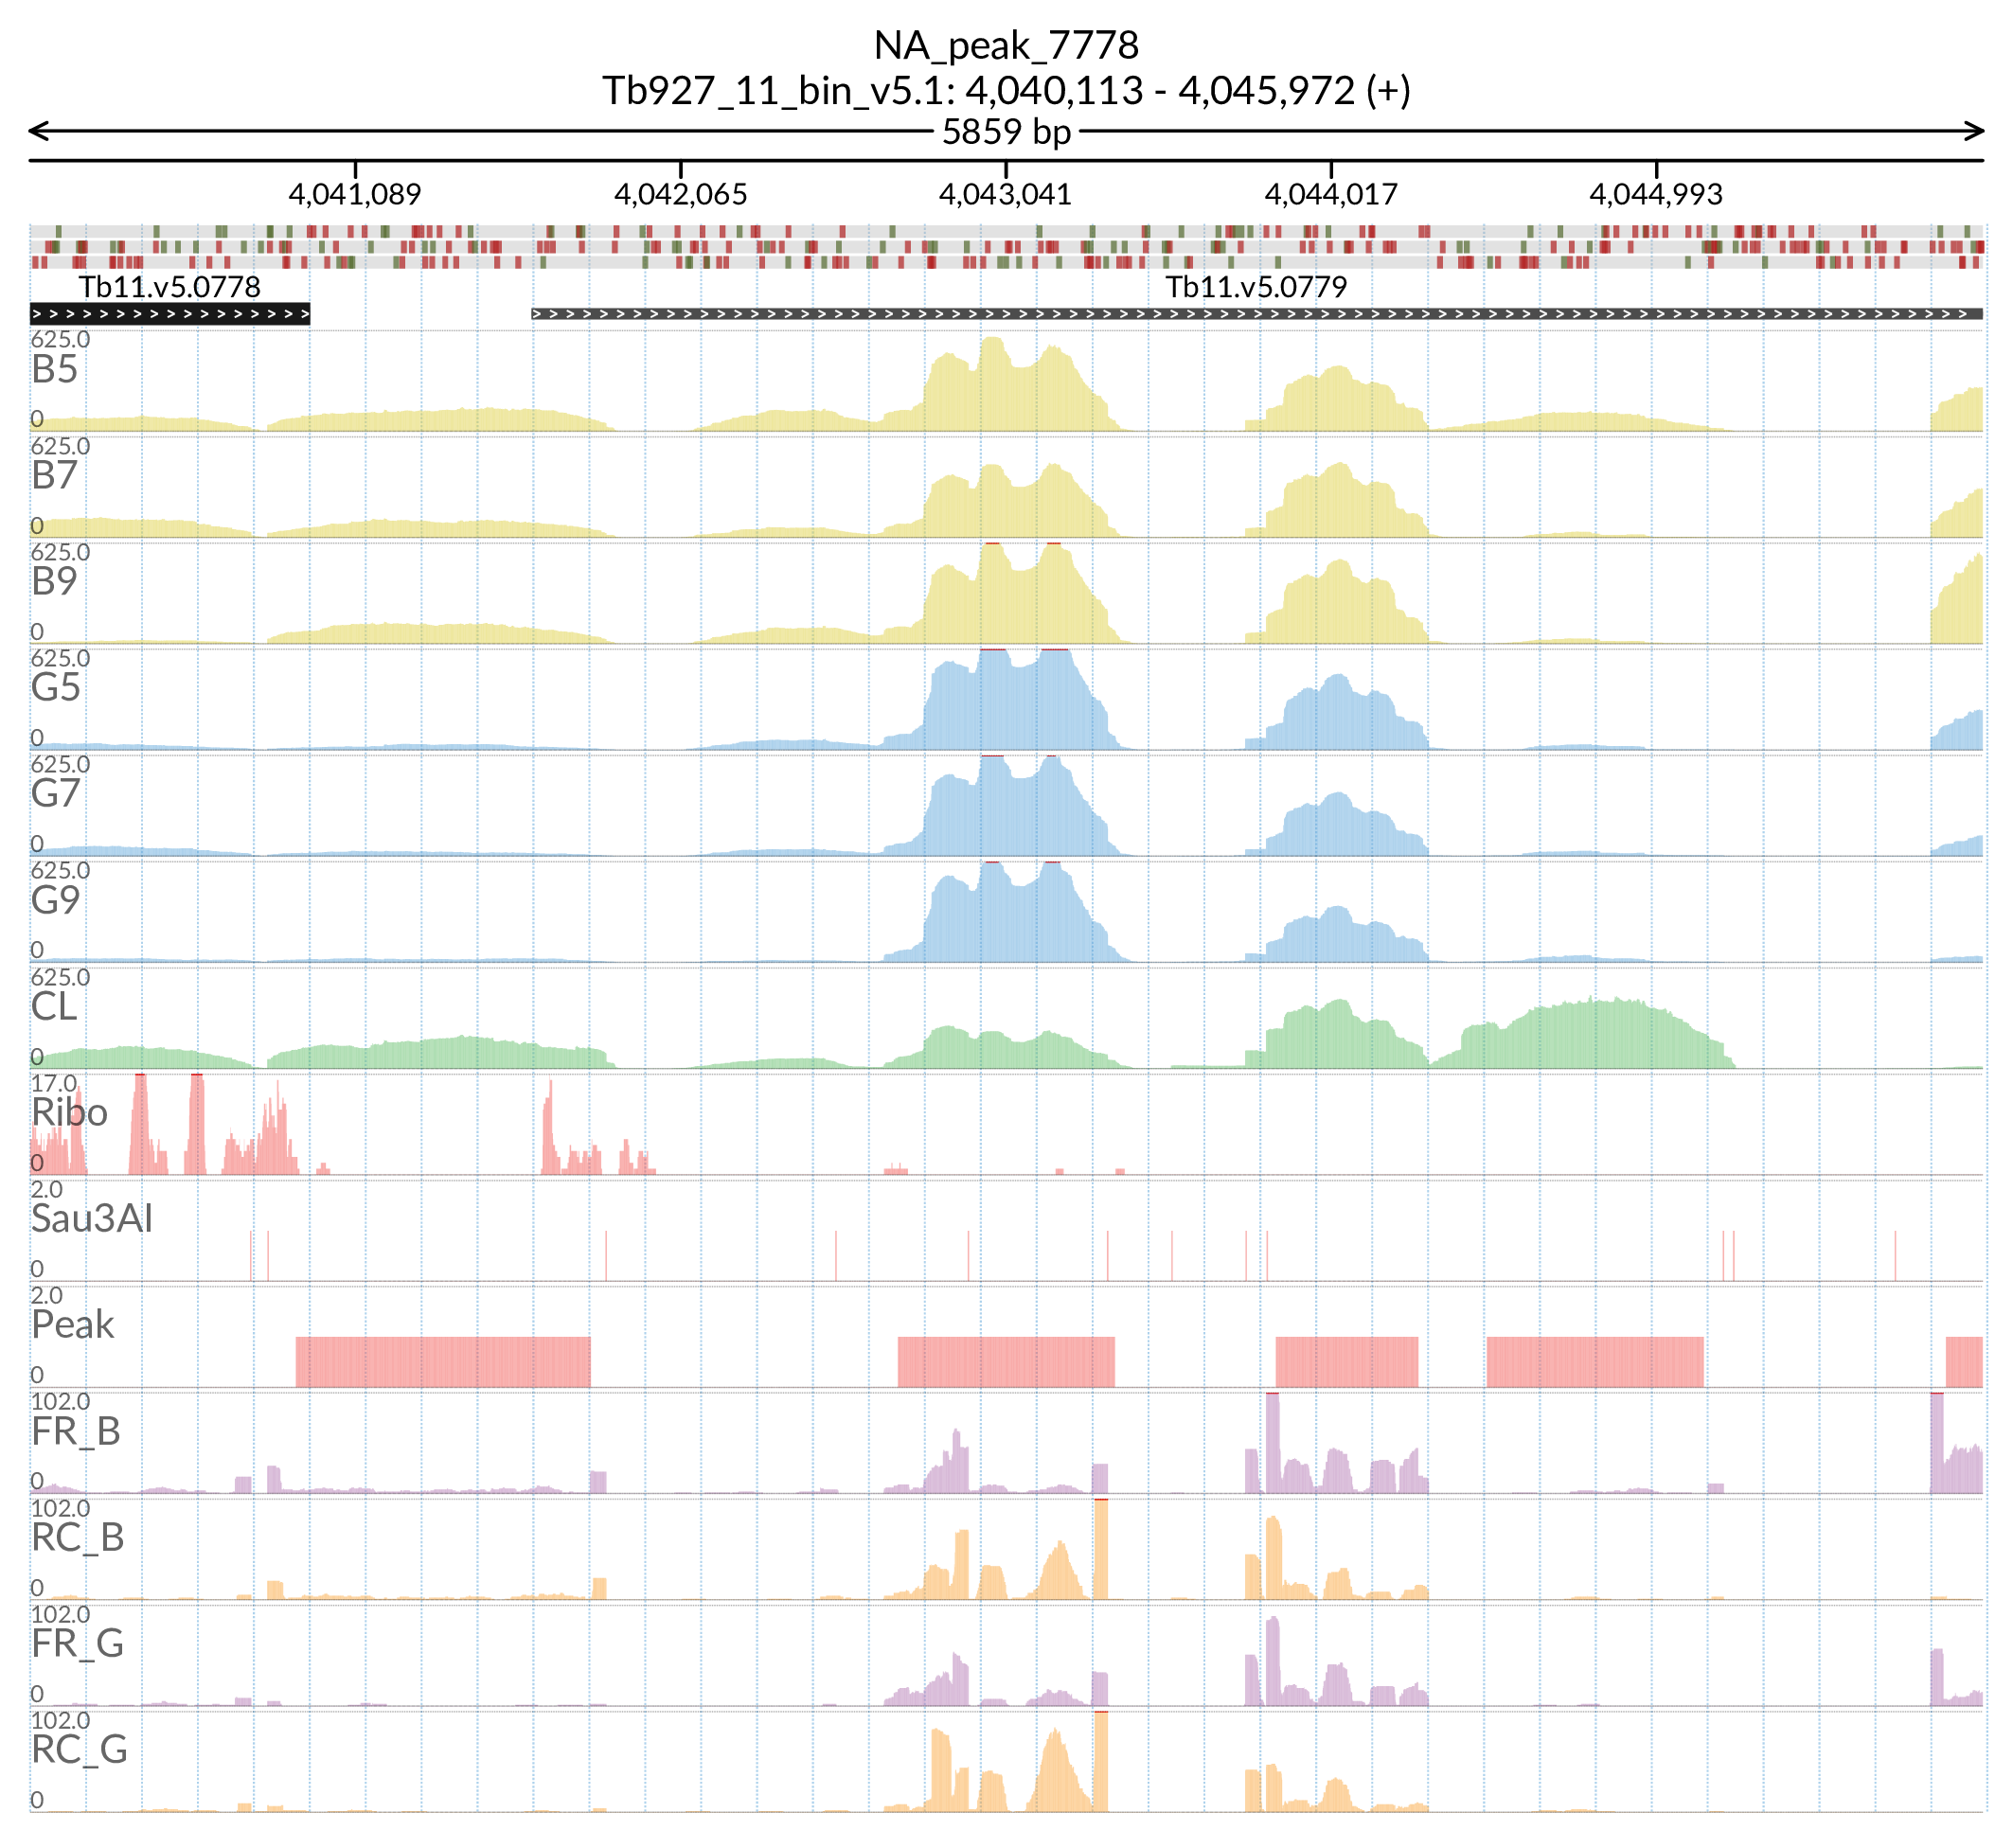 NA_peak_7778
Tb927_11_bin_v5.1: 4,040,113 - 4,045,972 (+)
5859 bp
4,041,089 4,042,065 4,043,041 4,044,017 4,044,993
Tb11.v5.0778 Tb11.v5.0779
625.0
B5
0
625.0
B7
0
625.0
B9
0
625.0
G5
0
625.0
G7
0
625.0
G9
0
625.0
CL
0
17.0
Ribo
0
2.0
Sau3AI
0
2.0
Peak
0
102.0
FR_B
0
102.0
RC_B
0
102.0
FR_G
0
102.0
RC_G
0